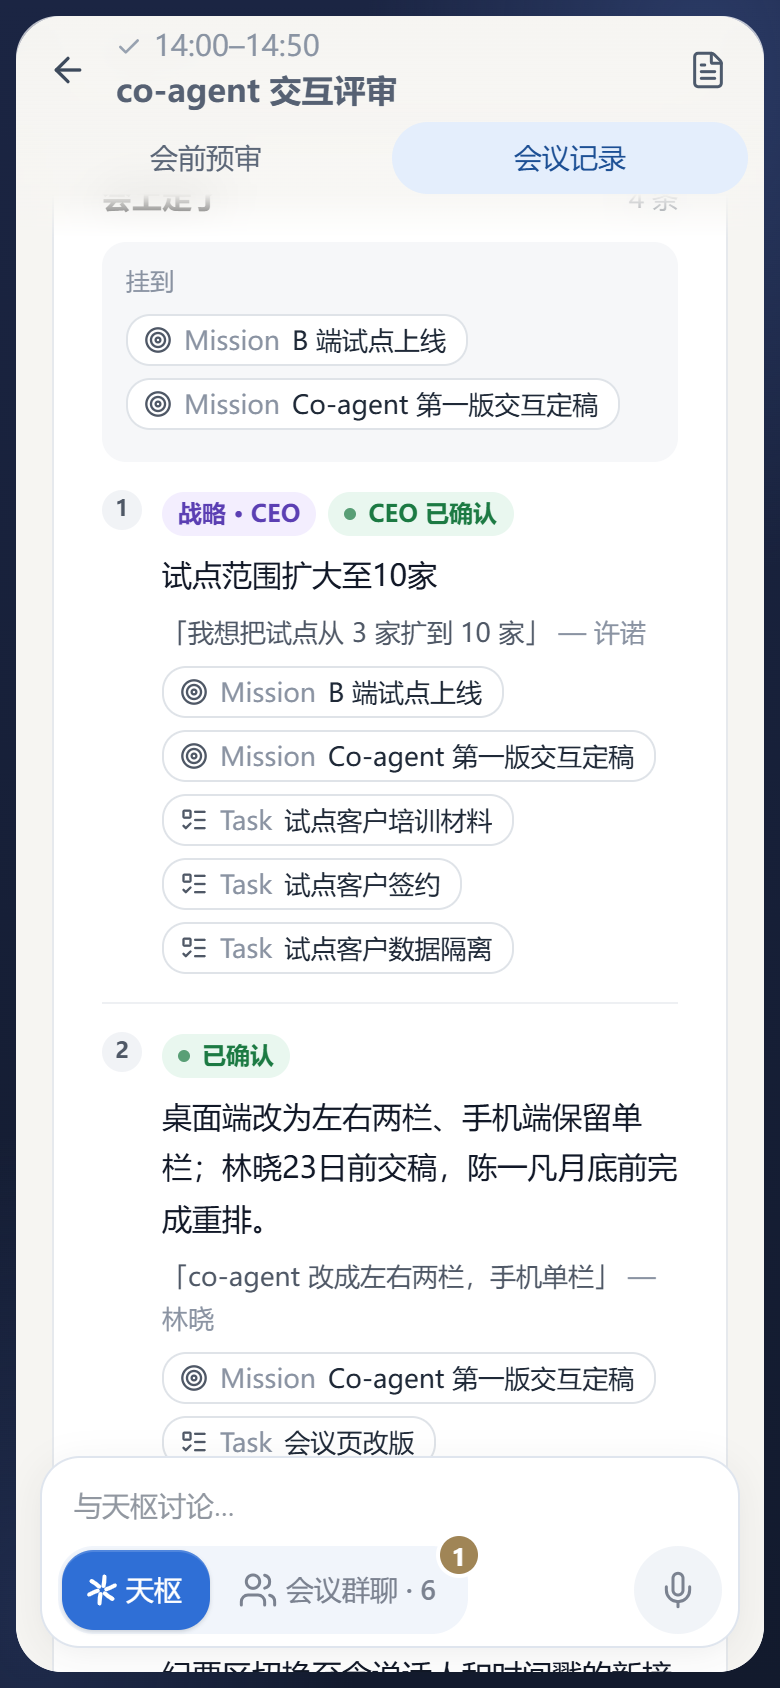 14:00–14:50
co-agent 交互评审
会前预审
会议记录
会上定了
4 条
挂到
Mission B 端试点上线
Mission Co-agent 第一版交互定稿
1
战略・CEO
CEO 已确认
试点范围扩大至10家
「我想把试点从 3 家扩到 10 家」 — 许诺
Mission B 端试点上线
Mission Co-agent 第一版交互定稿
Task 试点客户培训材料
Task 试点客户签约
Task 试点客户数据隔离
2
已确认
桌面端改为左右两栏、手机端保留单
栏；林晓23日前交稿，陈一凡月底前完
成重排。
「co-agent 改成左右两栏，手机单栏」 —
林晓
Mission Co-agent 第一版交互定稿
Task 会议页改版
与天枢讨论...
天枢
会议群聊 · 6
1